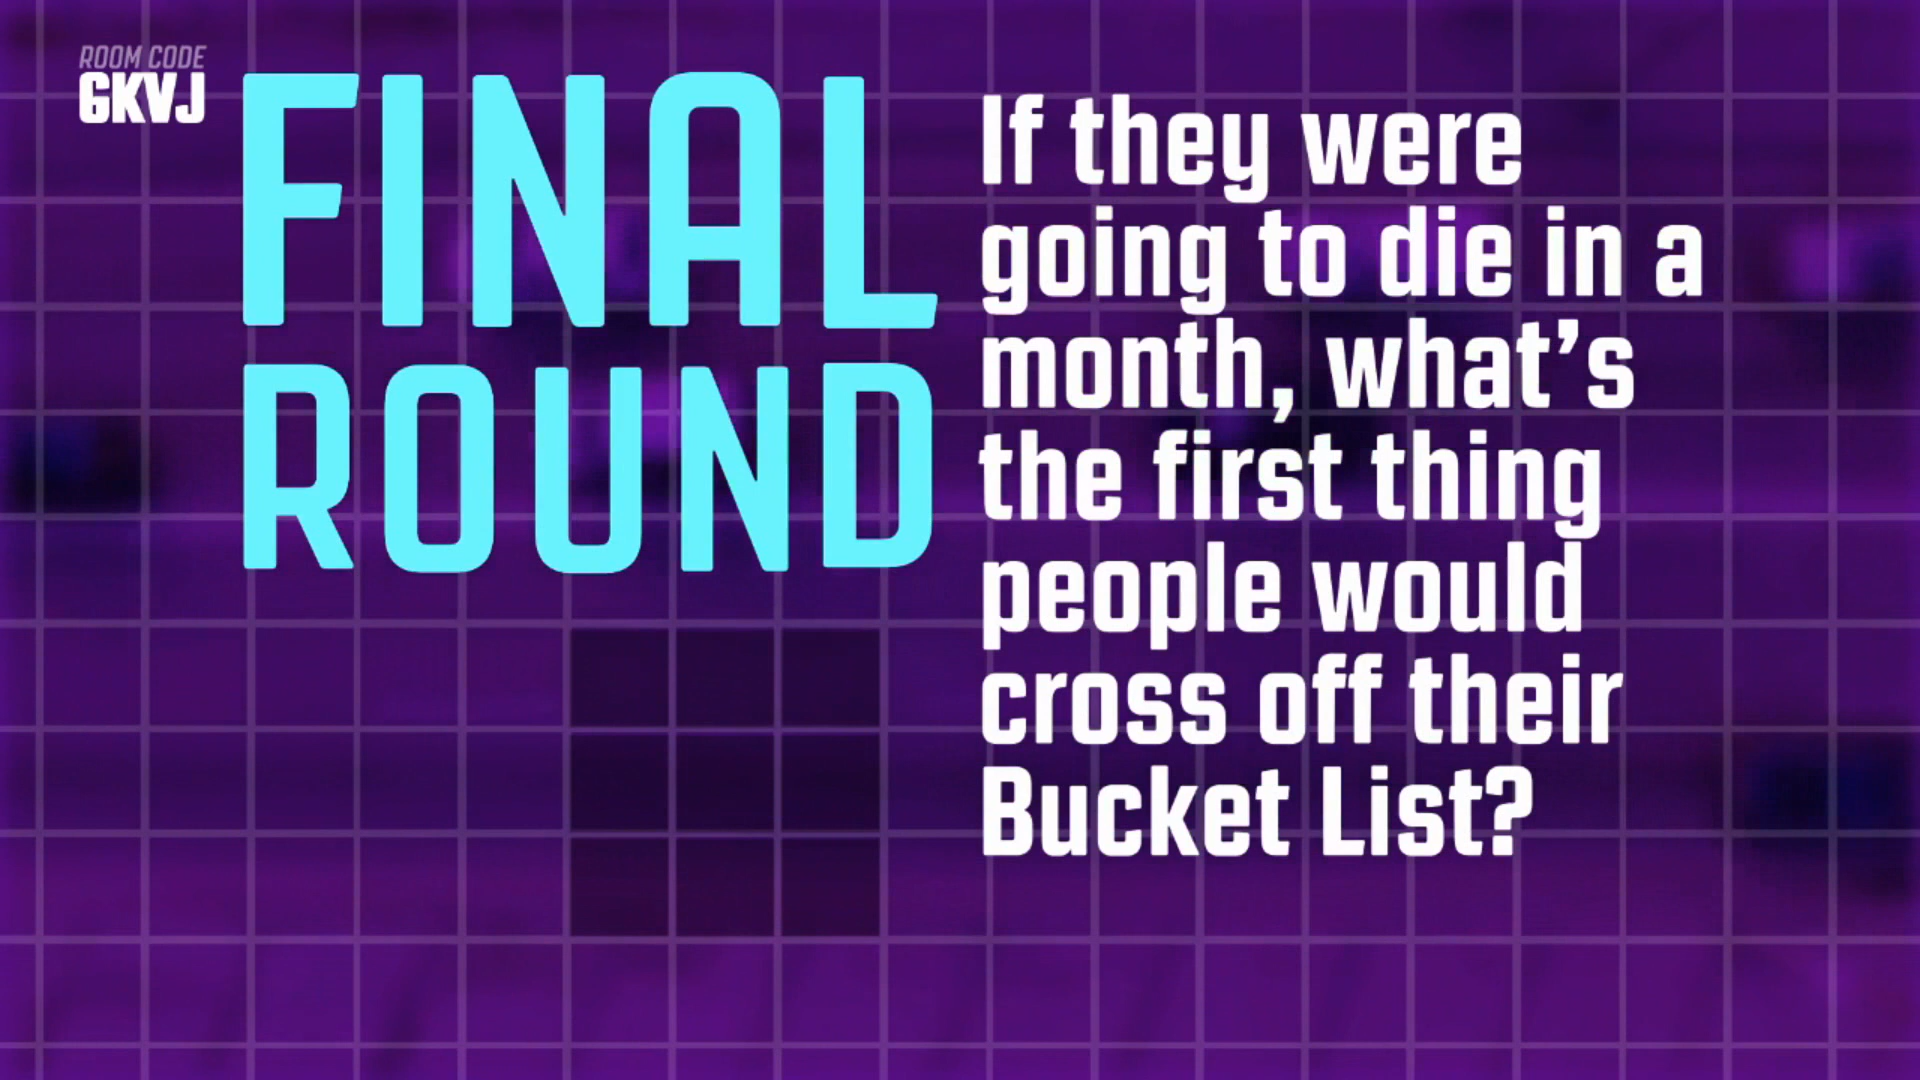 ROOM CODE
6KVJ
FINAL
ROUND
If they were
going to die in a
month, what's
the first thing
people would
cross off their
Bucket List?